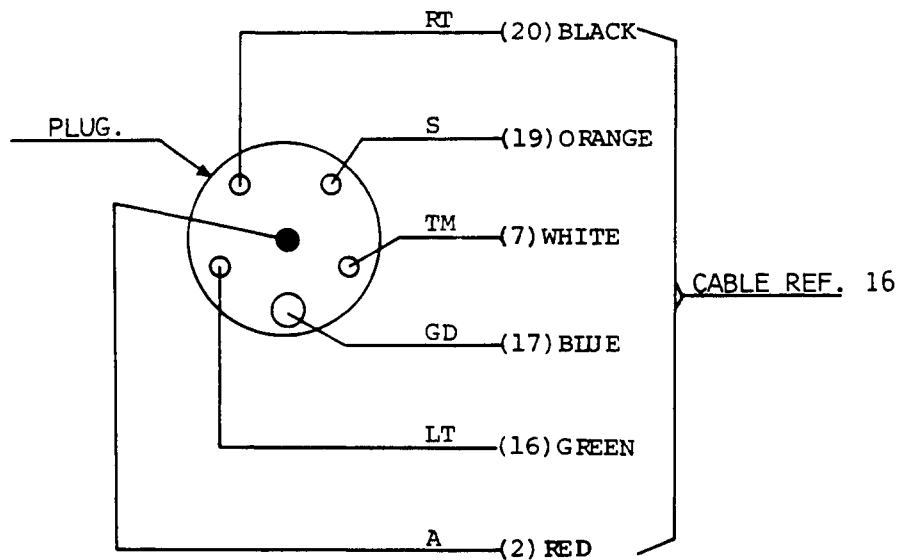 RT (20) BLACK
PLUG.
S (19) ORANGE
TM (7) WHITE
CABLE REF. 16
GD (17) BLUE
LT (16) GREEN
A (2) RED